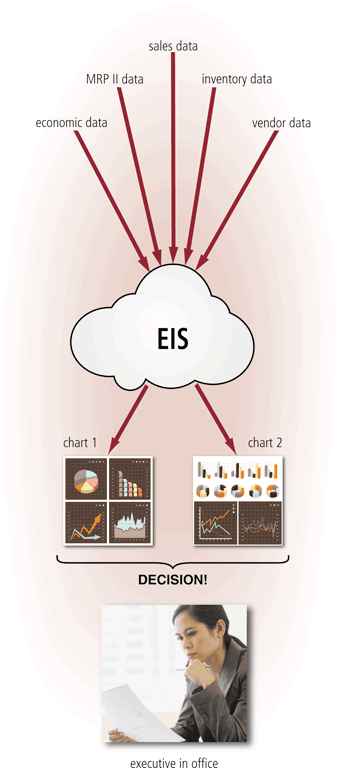 sales data
MRP II data
inventory data
economic data
vendor data
EIS
chart 1
chart 2
DECISION!
executive in office